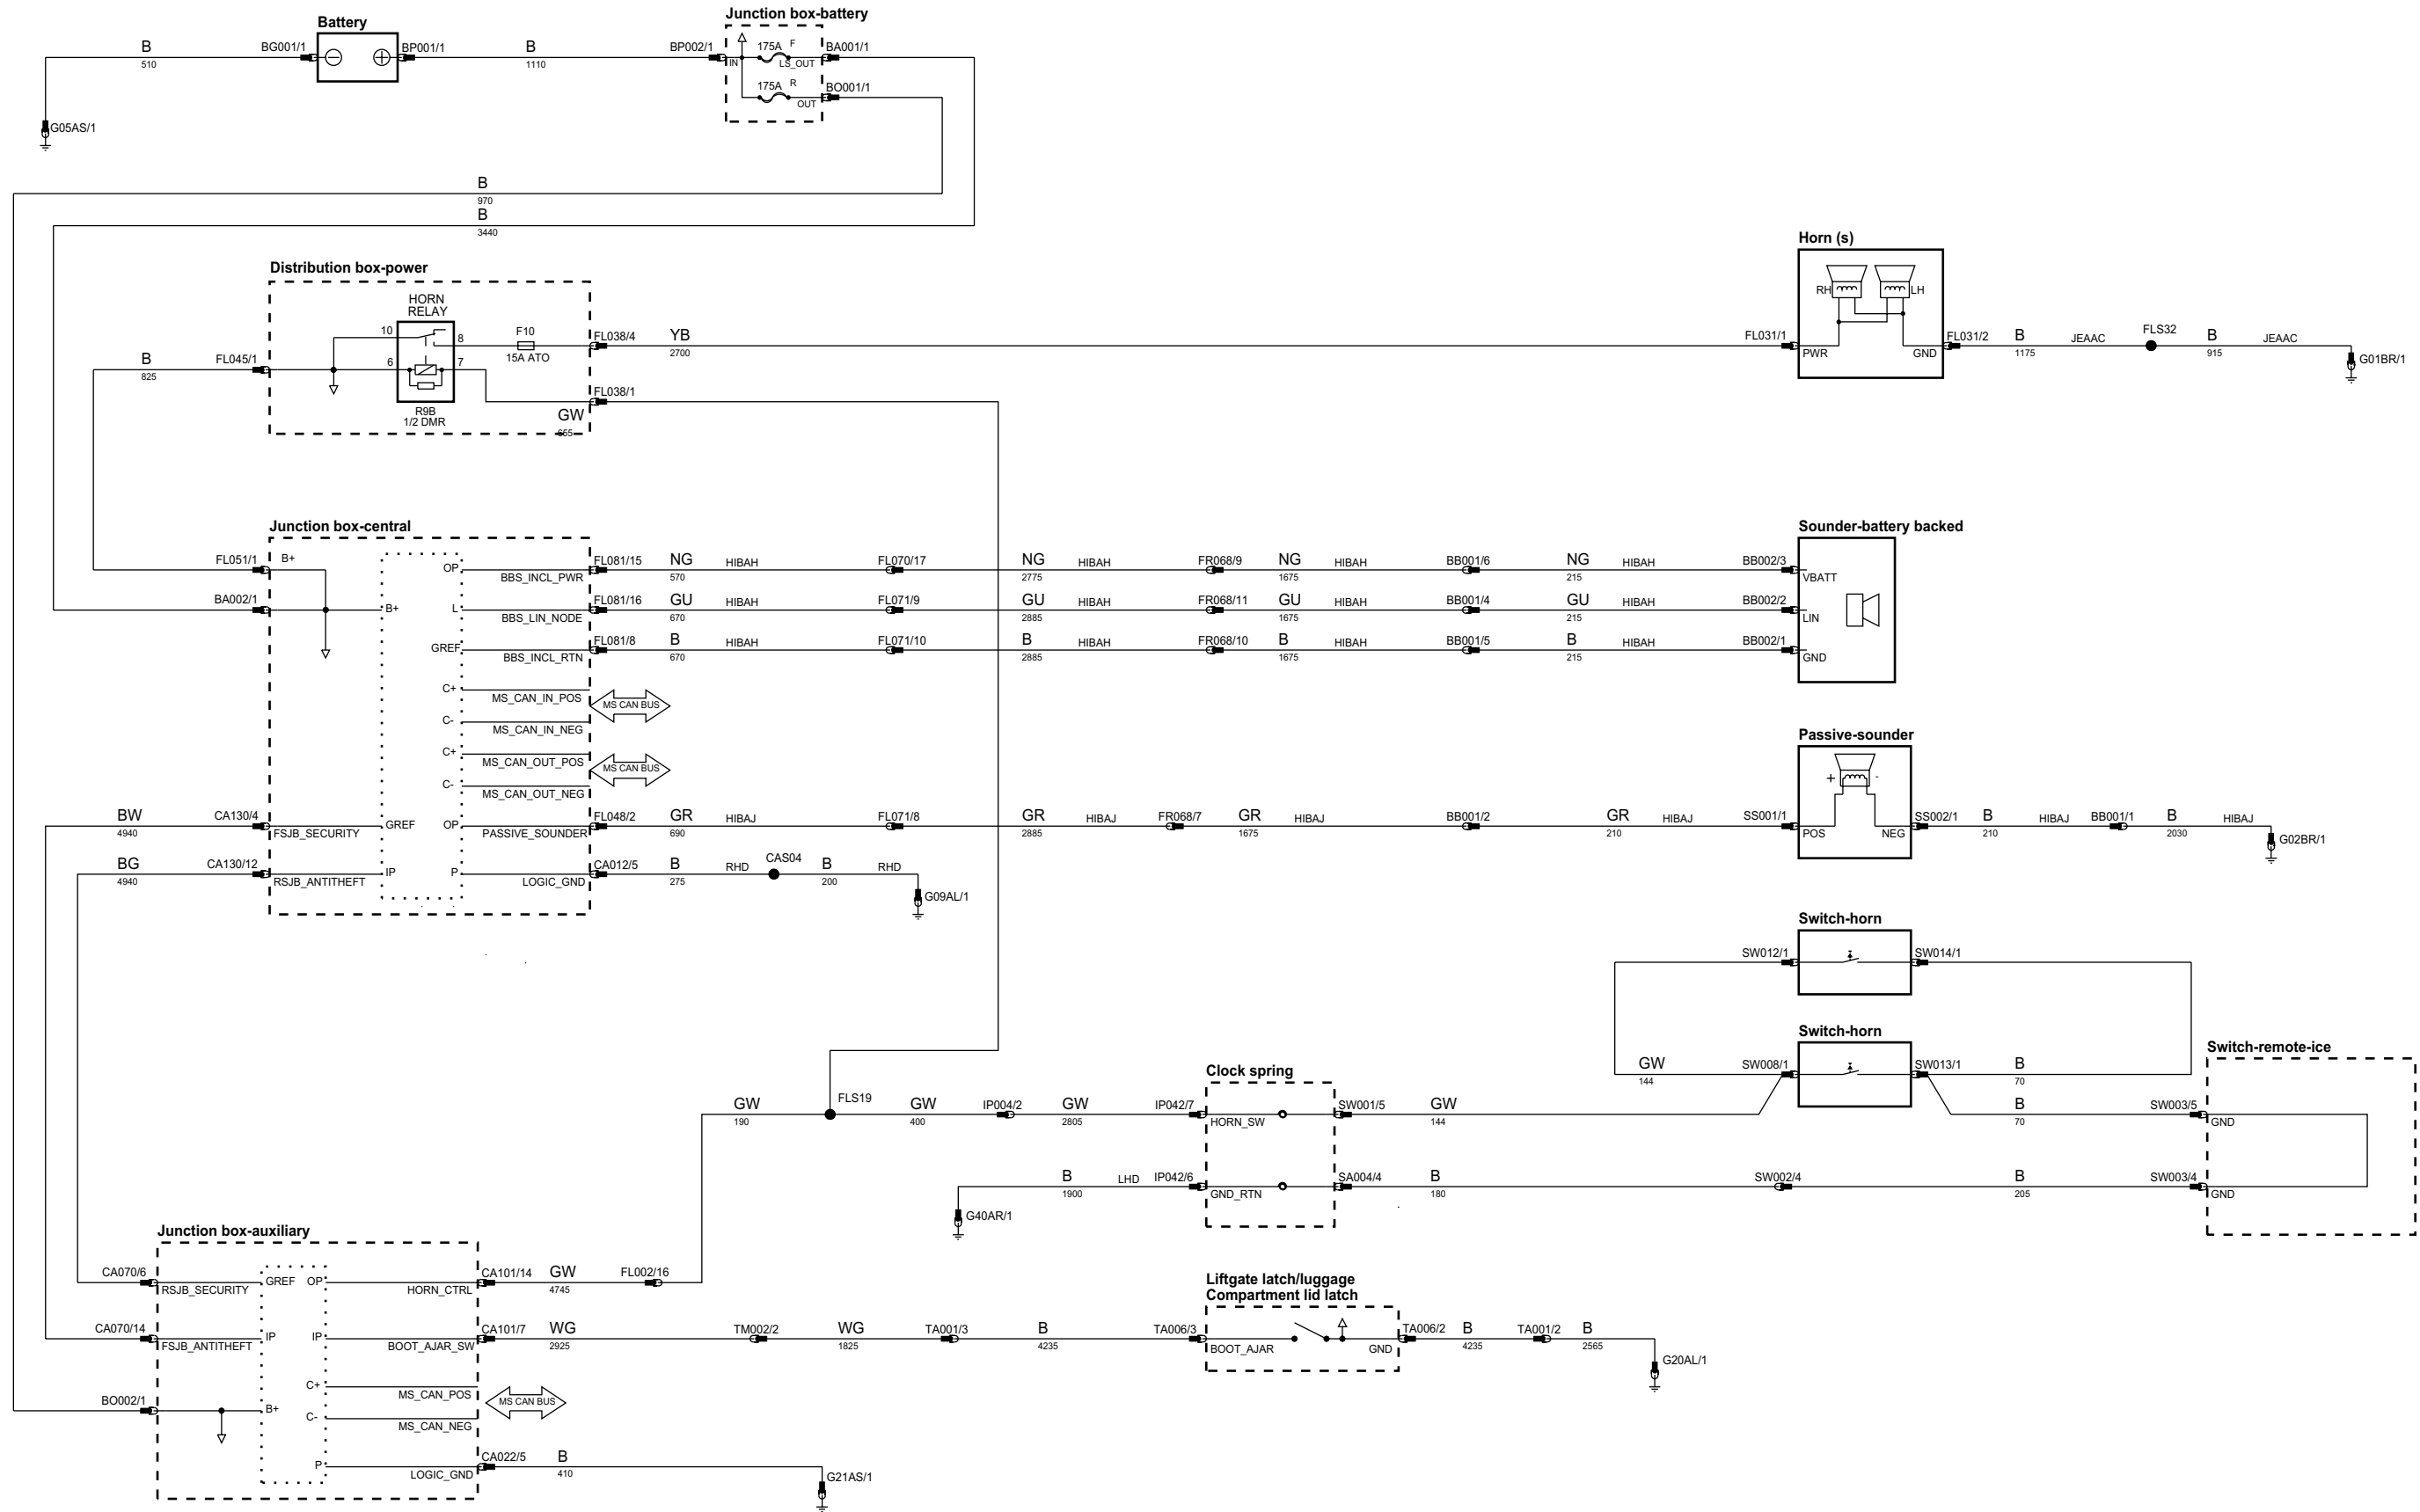 Battery
Junction box-battery
B
510
BG001/1
BP001/1
B
1110
BP002/1
IN
175A F
LS_OUT
BA001/1
175A R
OUT
BO001/1
G05AS/1
B
970
B
3440
Distribution box-power
HORN
RELAY
10
8
6
7
F10
15A ATO
R9B
1/2 DMR
B
825
FL045/1
FL038/4
YB
2700
FL038/1
GW
655
Horn (s)
RH
LH
FL031/1
PWR
GND
FL031/2
B
1175
JEAAC
FLS32
B
915
JEAAC
G01BR/1
Junction box-central
FL051/1
B+
BA002/1
B+
OP
BBS_INCL_PWR
FL081/15
NG
570
HIBAH
FL070/17
NG
2775
HIBAH
FR068/9
NG
1675
HIBAH
BB001/6
NG
215
HIBAH
BB002/3
VBATT
L
BBS_LIN_NODE
FL081/16
GU
670
HIBAH
FL071/9
GU
2885
HIBAH
FR068/11
GU
1675
HIBAH
BB001/4
GU
215
HIBAH
BB002/2
LIN
GREF
BBS_INCL_RTN
FL081/8
B
670
HIBAH
FL071/10
B
2885
HIBAH
FR068/10
B
1675
HIBAH
BB001/5
B
215
HIBAH
BB002/1
GND
Sounder-battery backed
C+
MS_CAN_IN_POS
C-
MS_CAN_IN_NEG
MS CAN BUS
C+
MS_CAN_OUT_POS
C-
MS_CAN_OUT_NEG
MS CAN BUS
BW
4940
CA130/4
FSJB_SECURITY
GREF
OP
PASSIVE_SOUNDER
FL048/2
GR
690
HIBAJ
FL071/8
GR
2885
HIBAJ
FR068/7
GR
1675
HIBAJ
BB001/2
GR
210
HIBAJ
SS001/1
Passive-sounder
+
-
POS
NEG
SS002/1
B
210
HIBAJ
BB001/1
B
2030
HIBAJ
G02BR/1
BG
4940
CA130/12
RSJB_ANTITHEFT
IP
P
LOGIC_GND
CA012/5
B
275
RHD
CAS04
B
200
RHD
G09AL/1
Switch-horn
SW012/1
SW014/1
Switch-horn
GW
144
SW008/1
SW013/1
B
70
Switch-remote-ice
B
70
SW003/5
GND
SW003/4
GND
Clock spring
GW
190
FLS19
GW
400
IP004/2
GW
2805
IP042/7
HORN_SW
SW001/5
GW
144
B
1900
LHD
IP042/6
GND_RTN
SA004/4
B
180
SW002/4
B
205
G40AR/1
Junction box-auxiliary
CA070/6
RSJB_SECURITY
GREF
OP
HORN_CTRL
CA101/14
GW
4745
FL002/16
CA070/14
FSJB_ANTITHEFT
IP
IP
BOOT_AJAR_SW
CA101/7
WG
2925
TM002/2
WG
1825
TA001/3
B
4235
TA006/3
Liftgate latch/luggage
Compartment lid latch
BOOT_AJAR
GND
TA006/2
B
4235
TA001/2
B
2565
G20AL/1
C+
MS_CAN_POS
BO002/1
B+
C-
MS_CAN_NEG
MS CAN BUS
P
LOGIC_GND
CA022/5
B
410
G21AS/1